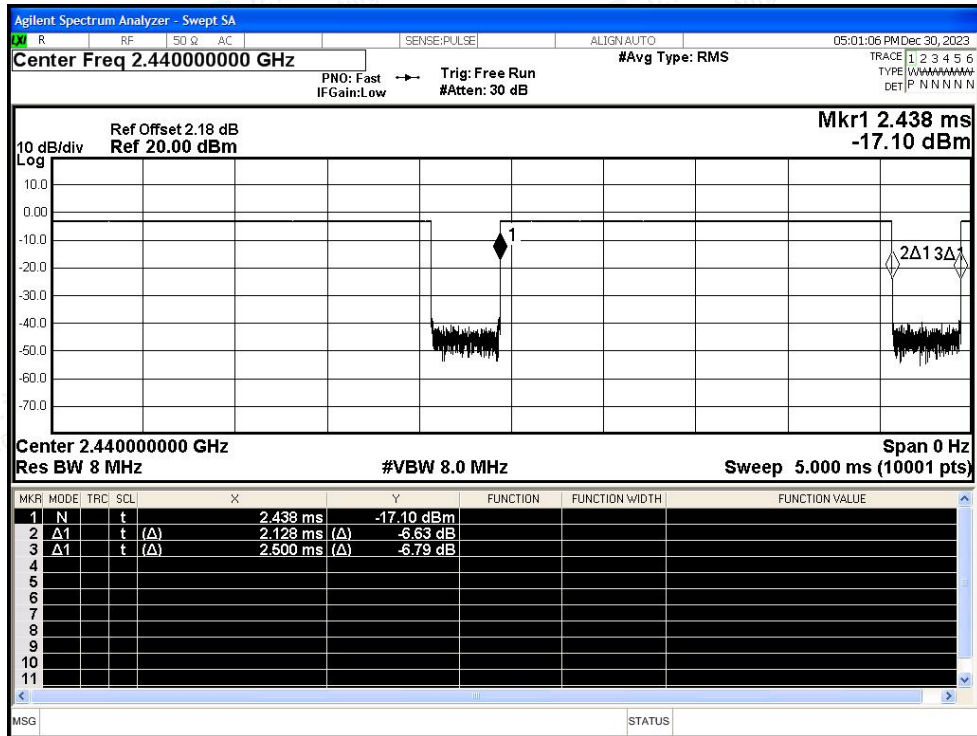 Agilent Spectrum Analyzer - Swept SA
LXI R RF 50 Ω AC SENSE:PULSE ALIGN AUTO 05:01:06 PM Dec 30, 2023
Center Freq 2.440000000 GHz #Avg Type: RMS TRACE 1 2 3 4 5 6
PNO: Fast Trig: Free Run TYPE WWWWWW
IFGain:Low #Atten: 30 dB DET P N N N N N
Mkr1 2.438 ms
Ref Offset 2.18 dB
10 dB/div Ref 20.00 dBm -17.10 dBm
Log
10.0
0.00
-10.0 1
-20.0 2Δ1 3Δ1
-30.0
-40.0
-50.0
-60.0
-70.0
Center 2.440000000 GHz Span 0 Hz
Res BW 8 MHz #VBW 8.0 MHz Sweep 5.000 ms (10001 pts)
MKR MODE TRC SCL X Y FUNCTION FUNCTION WIDTH FUNCTION VALUE
1 N t 2.438 ms -17.10 dBm
2 Δ1 t (Δ) 2.128 ms (Δ) -6.63 dB
3 Δ1 t (Δ) 2.500 ms (Δ) -6.79 dB
4
5
6
7
8
9
10
11
MSG STATUS